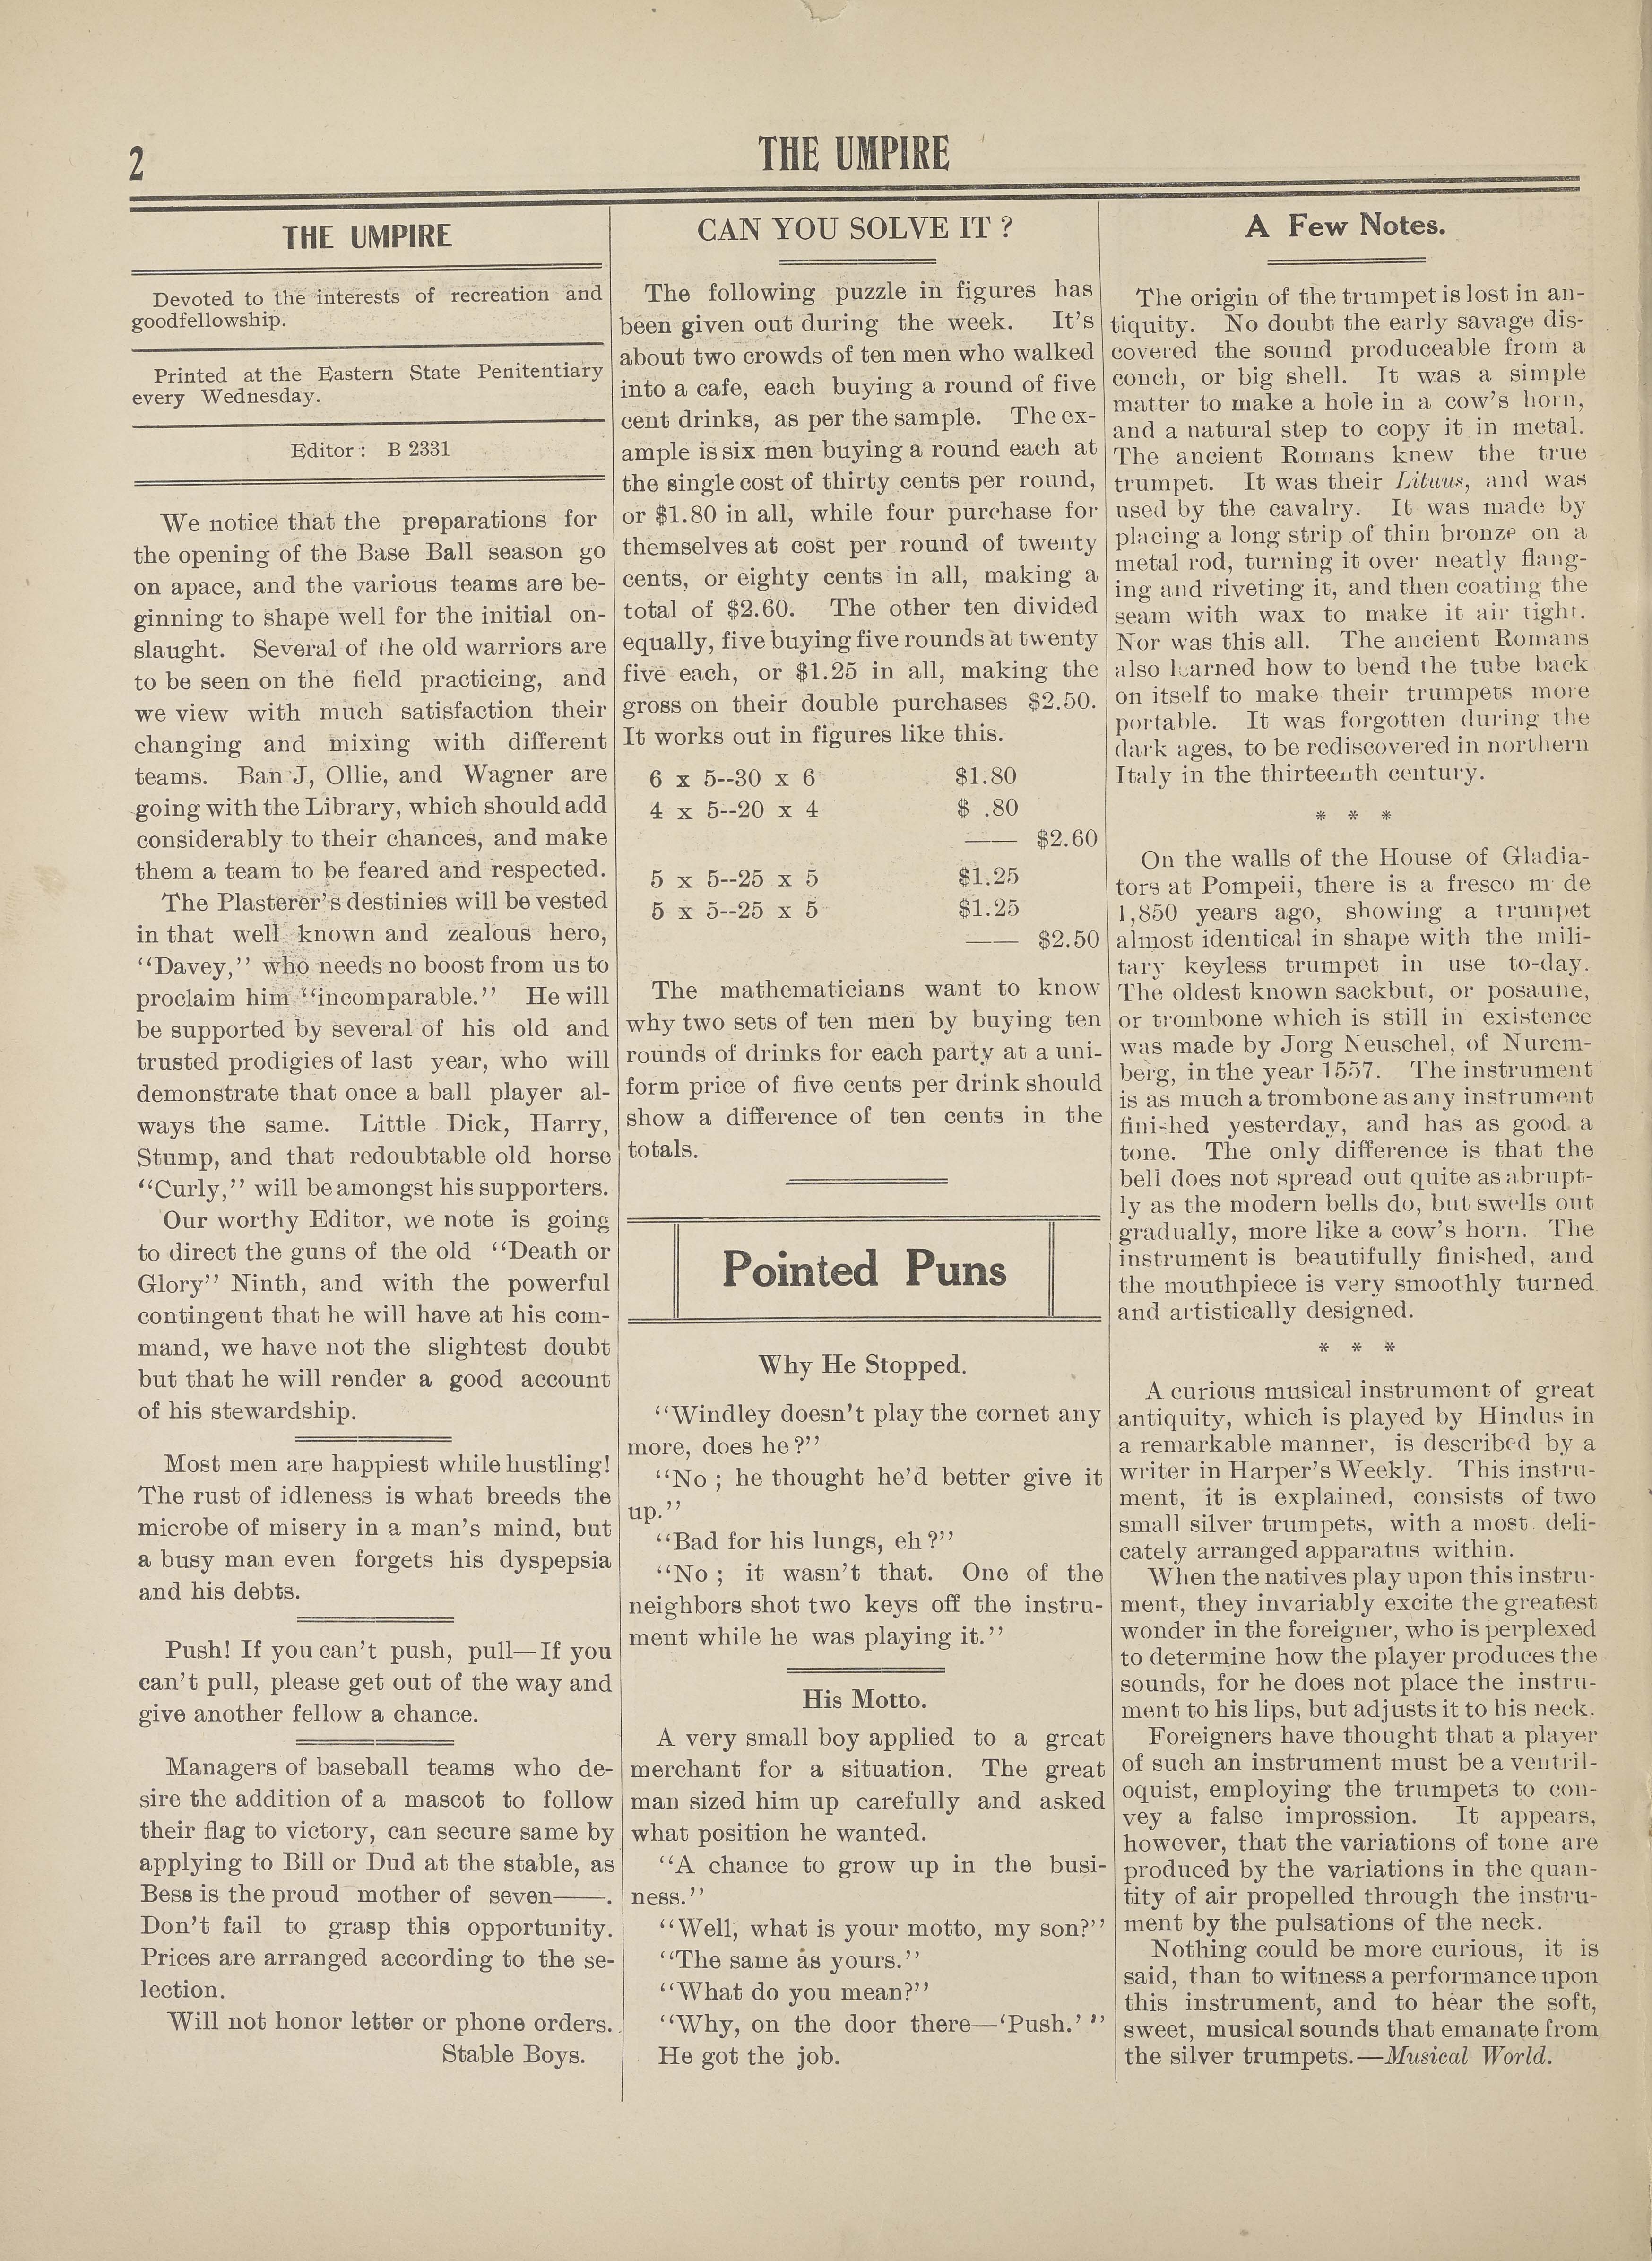 2
THE UMPIRE
THE UMPIRE
Devoted to the interests of recreation and
goodfellowship.
Printed at the Eastern State Penitentiary
every Wednesday.
Editor : B 2331
We notice that the preparations for
the opening of the Base Ball season go
on apace, and the various teams are be-
ginning to shape well for the initial on-
slaught. Several of the old warriors are
to be seen on the field practicing, and
we view with much satisfaction their
changing and mixing with different
teams. Ban J, Ollie, and Wagner are
going with the Library, which should add
considerably to their chances, and make
them a team to be feared and respected.
The Plasterer's destinies will be vested
in that well known and zealous hero,
"Davey," who needs no boost from us to
proclaim him "incomparable." He will
be supported by several of his old and
trusted prodigies of last year, who will
demonstrate that once a ball player al-
ways the same. Little Dick, Harry,
Stump, and that redoubtable old horse
"Curly," will be amongst his supporters.
Our worthy Editor, we note is going
to direct the guns of the old "Death or
Glory" Ninth, and with the powerful
contingent that he will have at his com-
mand, we have not the slightest doubt
but that he will render a good account
of his stewardship.
Most men are happiest while hustling!
The rust of idleness is what breeds the
microbe of misery in a man's mind, but
a busy man even forgets his dyspepsia
and his debts.
Push! If you can't push, pull—If you
can't pull, please get out of the way and
give another fellow a chance.
Managers of baseball teams who de-
sire the addition of a mascot to follow
their flag to victory, can secure same by
applying to Bill or Dud at the stable, as
Bess is the proud mother of seven——.
Don't fail to grasp this opportunity.
Prices are arranged according to the se-
lection.
Will not honor letter or phone orders.
Stable Boys.
CAN YOU SOLVE IT ?
The following puzzle in figures has
been given out during the week. It's
about two crowds of ten men who walked
into a cafe, each buying a round of five
cent drinks, as per the sample. The ex-
ample is six men buying a round each at
the single cost of thirty cents per round,
or $1.80 in all, while four purchase for
themselves at cost per round of twenty
cents, or eighty cents in all, making a
total of $2.60. The other ten divided
equally, five buying five rounds at twenty
five each, or $1.25 in all, making the
gross on their double purchases $2.50.
It works out in figures like this.
6 x 5--30 x 6 $1.80
4 x 5--20 x 4 $ .80
—— $2.60
5 x 5--25 x 5 $1.25
5 x 5--25 x 5 $1.25
—— $2.50
The mathematicians want to know
why two sets of ten men by buying ten
rounds of drinks for each party at a uni-
form price of five cents per drink should
show a difference of ten cents in the
totals.
Pointed Puns
Why He Stopped.
"Windley doesn't play the cornet any
more, does he?"
"No ; he thought he'd better give it
up."
"Bad for his lungs, eh?"
"No ; it wasn't that. One of the
neighbors shot two keys off the instru-
ment while he was playing it."
His Motto.
A very small boy applied to a great
merchant for a situation. The great
man sized him up carefully and asked
what position he wanted.
"A chance to grow up in the busi-
ness."
"Well, what is your motto, my son?"
"The same as yours."
"What do you mean?"
"Why, on the door there—'Push.' "
He got the job.
A Few Notes.
The origin of the trumpet is lost in an-
tiquity. No doubt the early savage dis-
covered the sound produceable from a
conch, or big shell. It was a simple
matter to make a hole in a cow's horn,
and a natural step to copy it in metal.
The ancient Romans knew the true
trumpet. It was their Lituus, and was
used by the cavalry. It was made by
placing a long strip of thin bronze on a
metal rod, turning it over neatly flang-
ing and riveting it, and then coating the
seam with wax to make it air tight.
Nor was this all. The ancient Romans
also learned how to bend the tube back
on itself to make their trumpets more
portable. It was forgotten during the
dark ages, to be rediscovered in northern
Italy in the thirteenth century.
* * *
On the walls of the House of Gladia-
tors at Pompeii, there is a fresco m de
1,850 years ago, showing a trumpet
almost identical in shape with the mili-
tary keyless trumpet in use to-day.
The oldest known sackbut, or posaune,
or trombone which is still in existence
was made by Jorg Neuschel, of Nurem-
berg, in the year 1557. The instrument
is as much a trombone as any instrument
finished yesterday, and has as good a
tone. The only difference is that the
bell does not spread out quite as abrupt-
ly as the modern bells do, but swells out
gradually, more like a cow's horn. The
instrument is beautifully finished, and
the mouthpiece is very smoothly turned
and artistically designed.
* * *
A curious musical instrument of great
antiquity, which is played by Hindus in
a remarkable manner, is described by a
writer in Harper's Weekly. This instru-
ment, it is explained, consists of two
small silver trumpets, with a most deli-
cately arranged apparatus within.
When the natives play upon this instru-
ment, they invariably excite the greatest
wonder in the foreigner, who is perplexed
to determine how the player produces the
sounds, for he does not place the instru-
ment to his lips, but adjusts it to his neck.
Foreigners have thought that a player
of such an instrument must be a ventril-
oquist, employing the trumpets to con-
vey a false impression. It appears,
however, that the variations of tone are
produced by the variations in the quan-
tity of air propelled through the instru-
ment by the pulsations of the neck.
Nothing could be more curious, it is
said, than to witness a performance upon
this instrument, and to hear the soft,
sweet, musical sounds that emanate from
the silver trumpets.—Musical World.